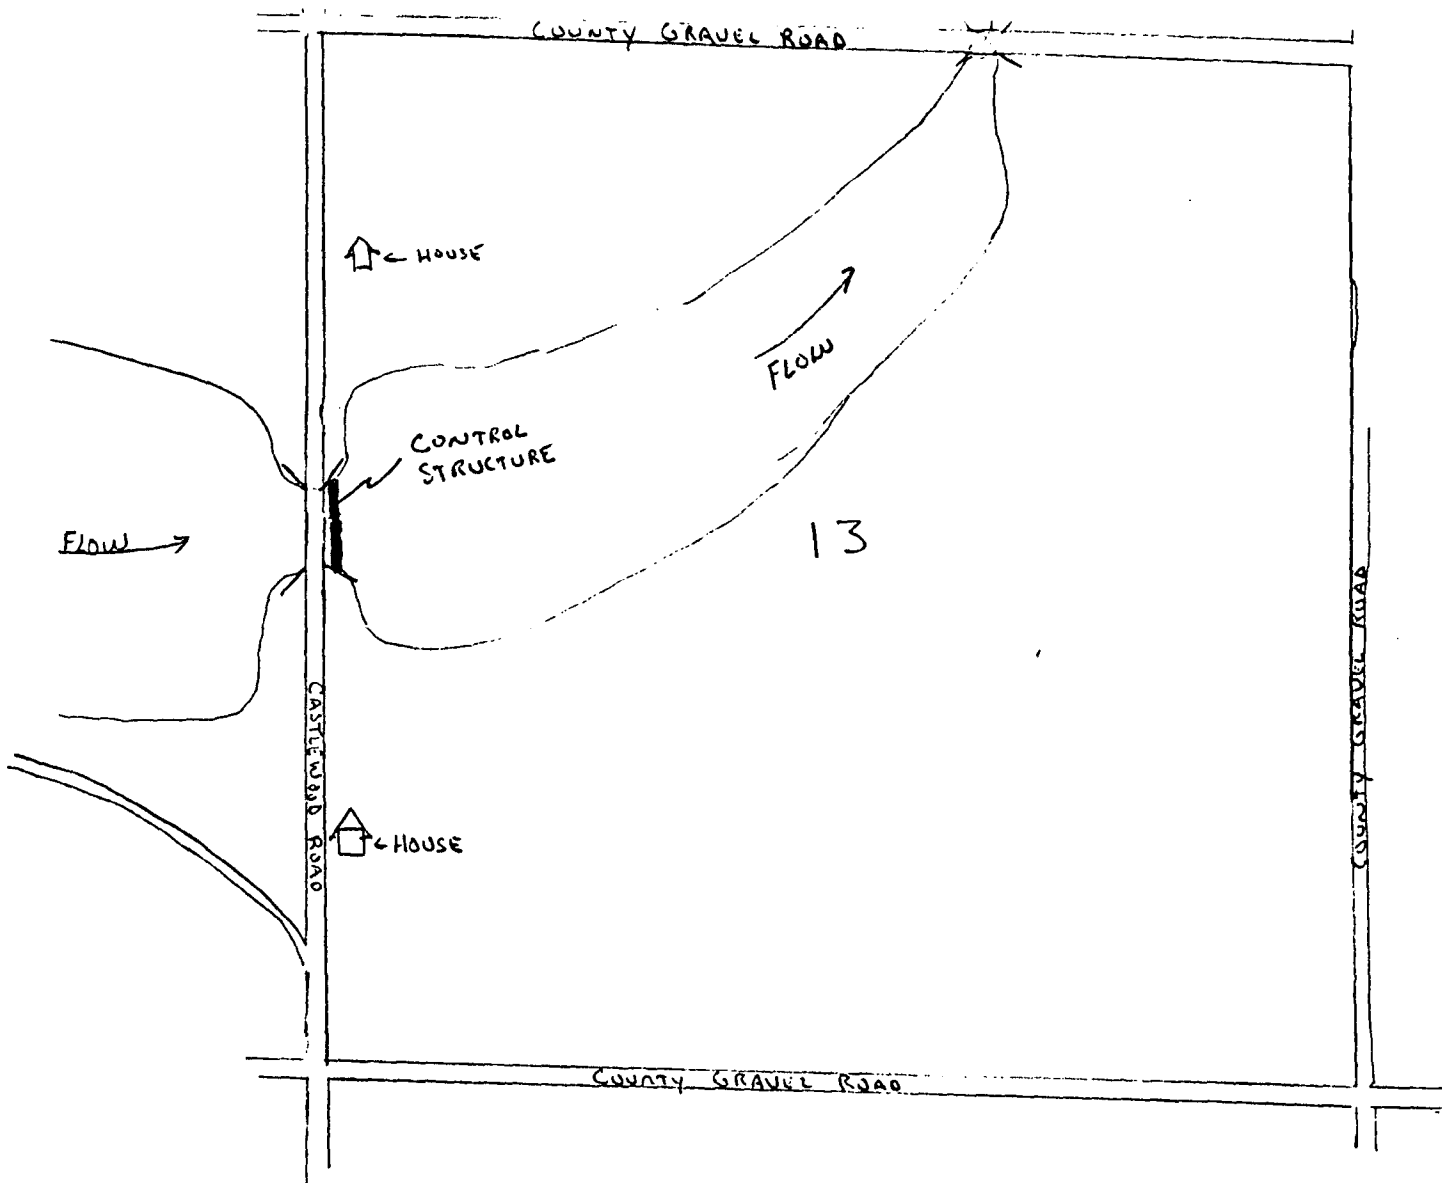 COUNTY GRAVEL ROAD
HOUSE
CONTROL
STRUCTURE
FLOW
FLOW
13
CASTLEWOOD ROAD
COUNTY GRAVEL ROAD
HOUSE
COUNTY GRAVEL ROAD